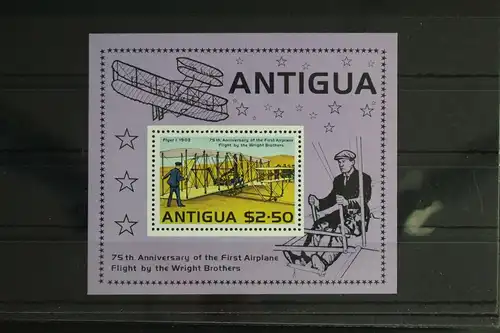 ANTIGUA
Flyer I 1903
75th Anniversary of the First Airplane
Flight by the Wright Brothers
ANTIGUA $2·50
75th Anniversary of the First Airplane
Flight by the Wright Brothers